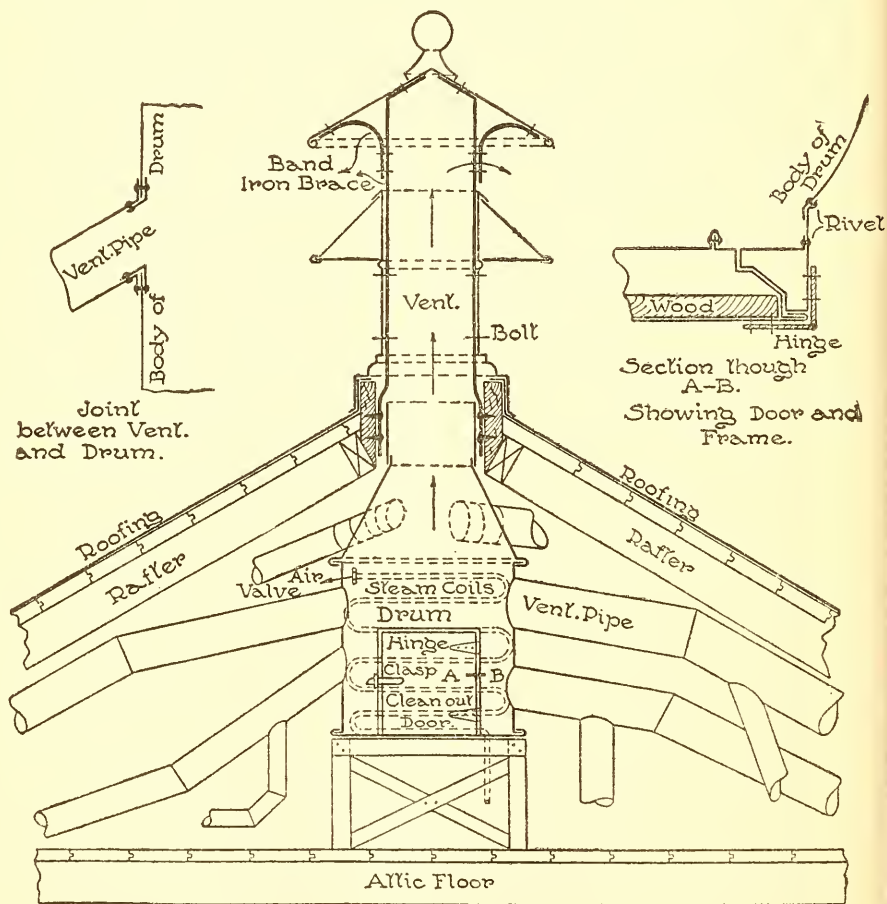 Drum
Vent. Pipe
Body of
Joint
between Vent.
and Drum.
Band
Iron Brace
Vent.
Bolt
Body of
Drum
Rivet
Wood
Hinge
Section though
A-B.
Showing Door and
Frame.
Roofing
Rafter
Roofing
Rafter
Air
Valve
Steam Coils
Drum
Vent. Pipe
Hinge
Clasp A B
Clean out
Door.
Attic Floor